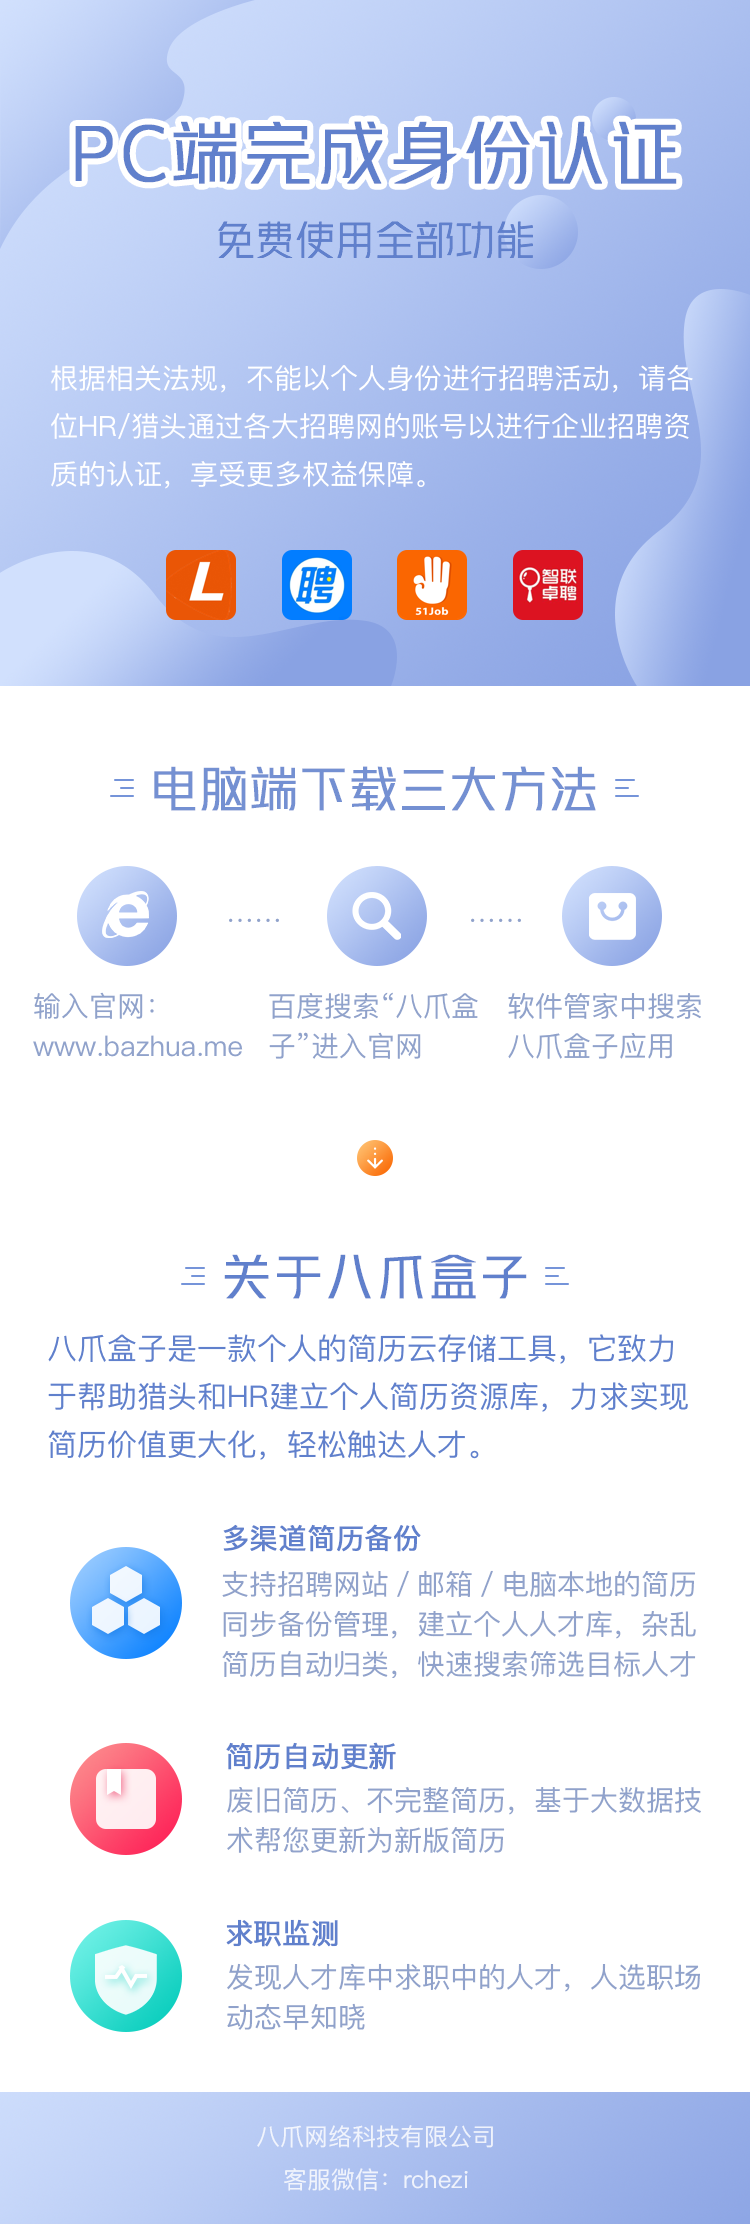 PC端完成身份认证
免费使用全部功能
根据相关法规，不能以个人身份进行招聘活动，请各
位HR/猎头通过各大招聘网的账号以进行企业招聘资
质的认证，享受更多权益保障。
L
聘
51Job
智联
卓聘
电脑端下载三大方法
输入官网：
www.bazhua.me
百度搜索“八爪盒
子”进入官网
软件管家中搜索
八爪盒子应用
关于八爪盒子
八爪盒子是一款个人的简历云存储工具，它致力
于帮助猎头和HR建立个人简历资源库，力求实现
简历价值更大化，轻松触达人才。
多渠道简历备份
支持招聘网站 / 邮箱 / 电脑本地的简历
同步备份管理，建立个人人才库，杂乱
简历自动归类，快速搜索筛选目标人才
简历自动更新
废旧简历、不完整简历，基于大数据技
术帮您更新为新版简历
求职监测
发现人才库中求职中的人才，人选职场
动态早知晓
八爪网络科技有限公司
客服微信：rchezi